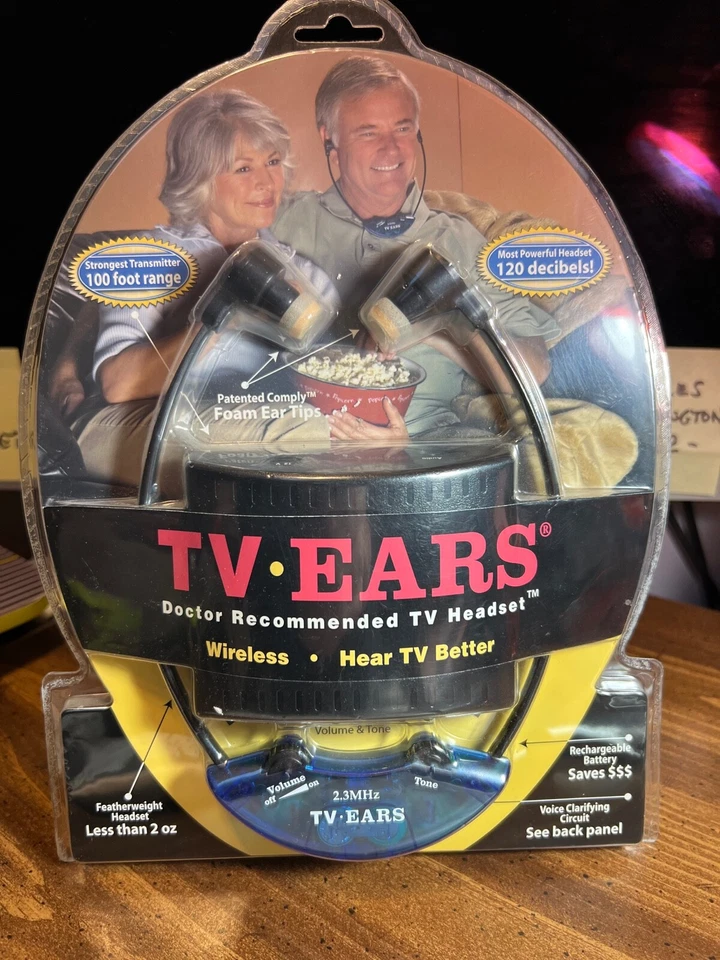 TV·EARS
Strongest Transmitter
100 foot range
Most Powerful Headset
120 decibels!
Patented Comply™
Foam Ear Tips
TV·EARS®
Doctor Recommended TV Headset™
Wireless • Hear TV Better
Volume & Tone
Rechargeable
Battery
Saves $$$
Volume
off on
Tone
2.3MHz
TV·EARS
Featherweight
Headset
Less than 2 oz
Voice Clarifying
Circuit
See back panel